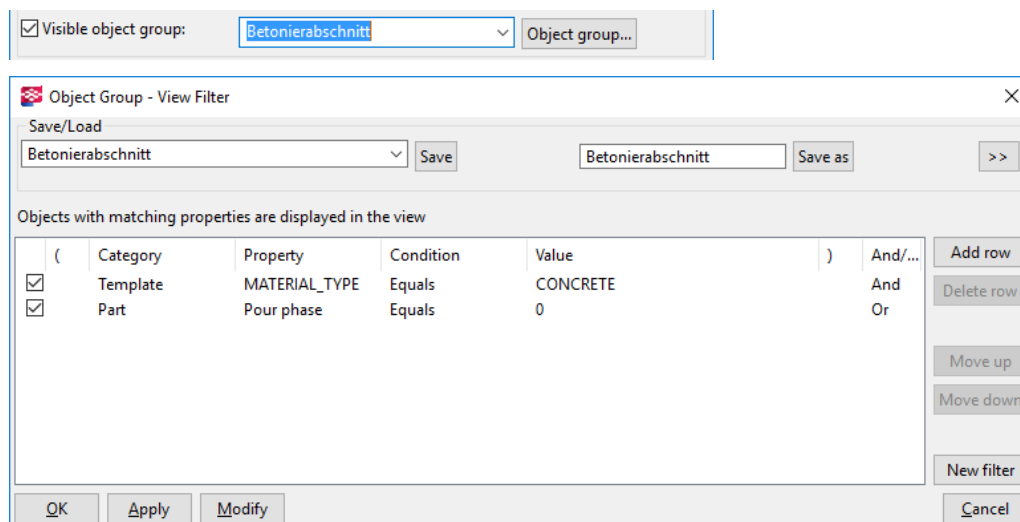 Visible object group: Betonierabschnitt Object group...
Object Group - View Filter
Save/Load
Betonierabschnitt Save Betonierabschnitt Save as >>
Objects with matching properties are displayed in the view
( Category Property Condition Value ) And/... Add row
Template MATERIAL_TYPE Equals CONCRETE And Delete row
Part Pour phase Equals 0 Or
Move up
Move down
New filter
OK Apply Modify Cancel